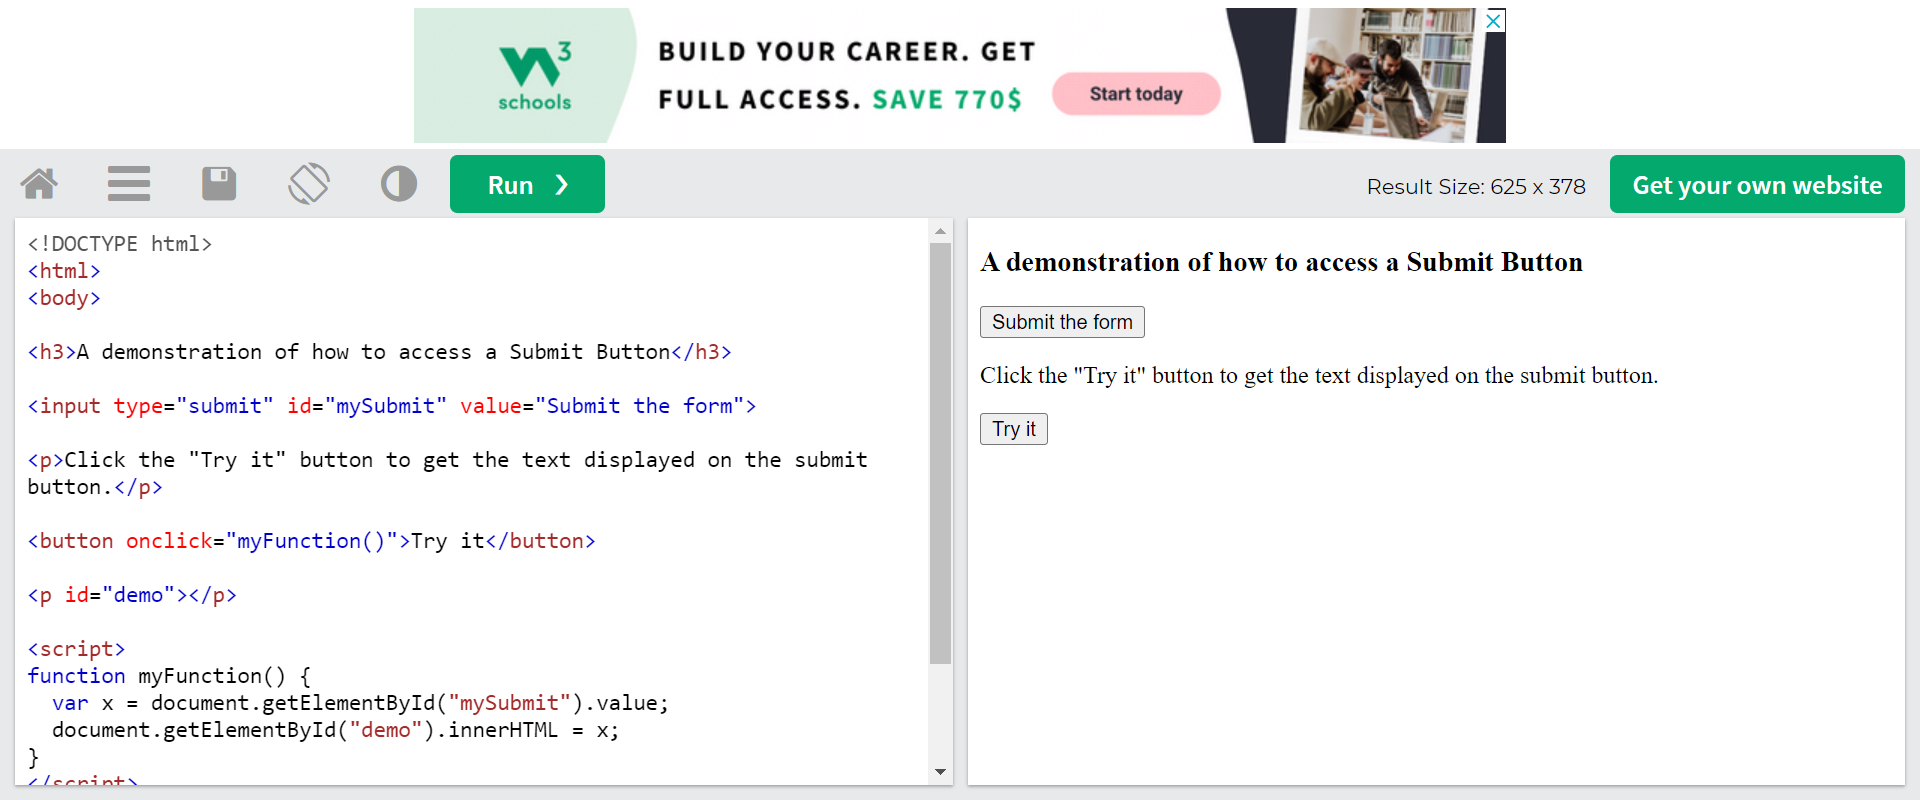 W3
schools
BUILD YOUR CAREER. GET
FULL ACCESS. SAVE 770$
Start today
Run ❯
Result Size: 625 x 378
Get your own website
<!DOCTYPE html>
<html>
<body>
<h3>A demonstration of how to access a Submit Button</h3>
<input type="submit" id="mySubmit" value="Submit the form">
<p>Click the "Try it" button to get the text displayed on the submit
button.</p>
<button onclick="myFunction()">Try it</button>
<p id="demo"></p>
<script>
function myFunction() {
  var x = document.getElementById("mySubmit").value;
  document.getElementById("demo").innerHTML = x;
}
</script>
A demonstration of how to access a Submit Button
Submit the form
Click the "Try it" button to get the text displayed on the submit button.
Try it